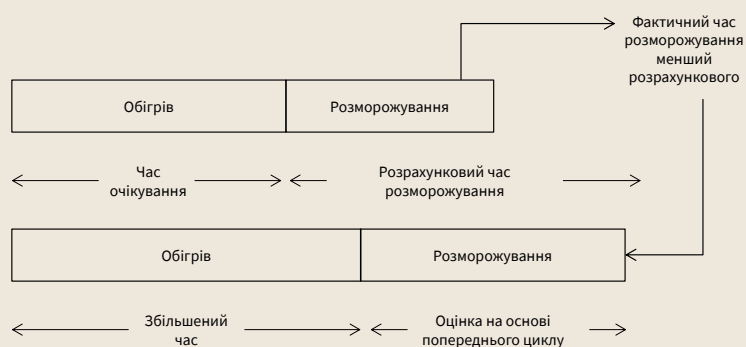 Фактичний час
розморожування
менший
розрахункового
Обігрів
Розморожування
Час
очікування
Розрахунковий час
розморожування
Обігрів
Розморожування
Збільшений
час
Оцінка на основі
попереднього циклу